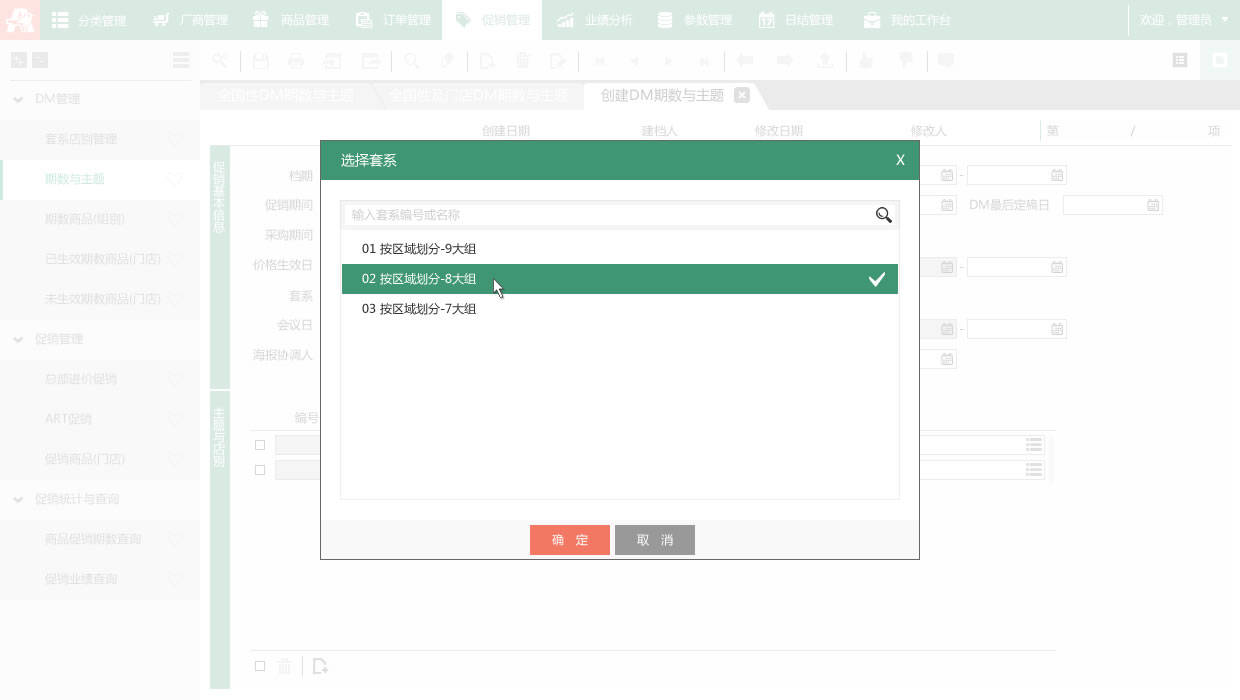 分类管理 厂商管理 商品管理 订单管理 促销管理 业绩分析 参数管理 日结管理 我的工作台 欢迎，管理员
全国性DM期数与主题 全国性及门店DM期数与主题 创建DM期数与主题
DM管理
套系店别管理
期数与主题
期数商品(组别)
已生效期数商品(门店)
未生效期数商品(门店)
促销管理
总部进价促销
ART促销
促销商品(门店)
促销统计与查询
商品促销期数查询
促销业绩查询
创建日期 建档人 修改日期 修改人 第 / 项
促销基本信息
档期 -
促销期间 DM最后定稿日
采购期间
价格生效日 -
套系
会议日 -
海报协调人
主题与店别
编号
选择套系 X
输入套系编号或名称
01 按区域划分-9大组
02 按区域划分-8大组
03 按区域划分-7大组
确 定 取 消